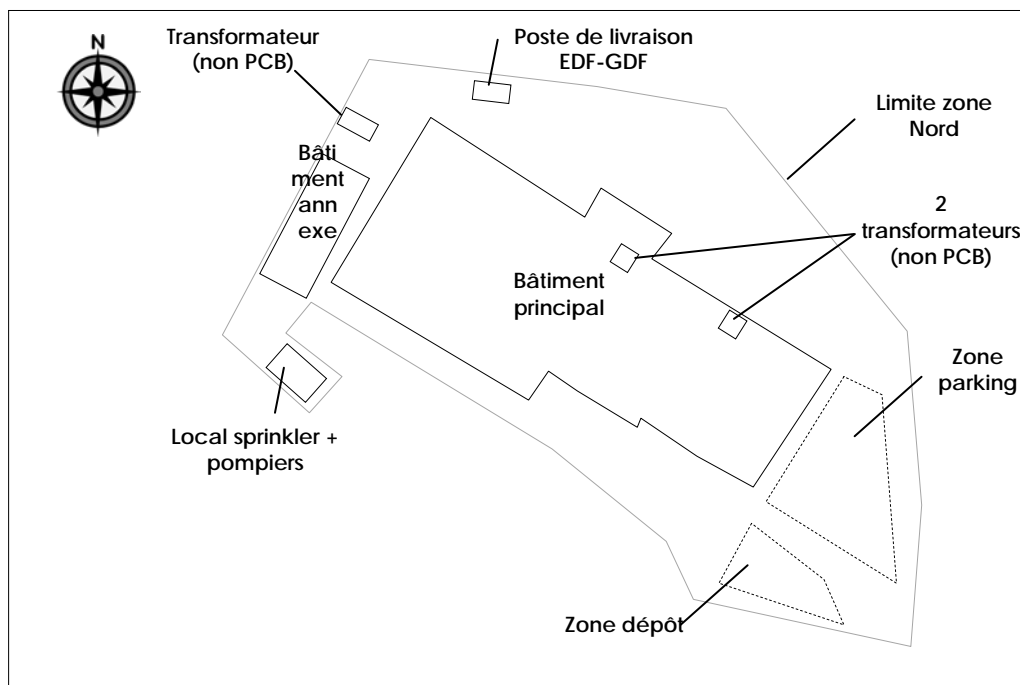 N
Transformateur
(non PCB)
Poste de livraison
EDF-GDF
Limite zone
Nord
Bâti
ment
ann
exe
2
transformateurs
(non PCB)
Bâtiment
principal
Zone
parking
Local sprinkler +
pompiers
Zone dépôt